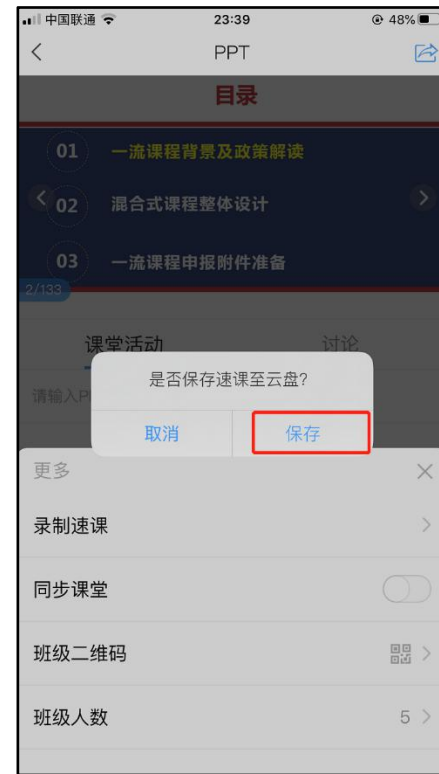 中国联通 23:39 48%
PPT
目录
01 一流课程背景及政策解读
02 混合式课程整体设计
03 一流课程申报附件准备
2/133
课堂活动 讨论
请输入P
是否保存速课至云盘?
取消 保存
更多
录制速课
同步课堂
班级二维码
班级人数 5